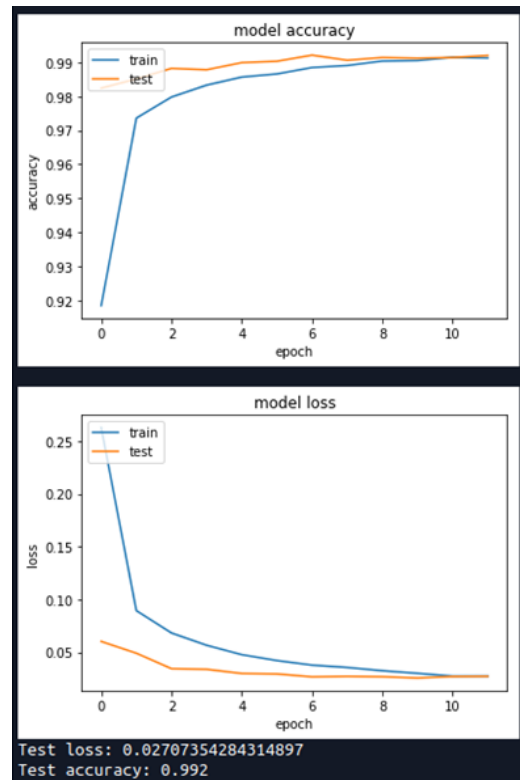 model accuracy
train
test
0.99
0.98
0.97
0.96
0.95
0.94
0.93
0.92
accuracy
0 2 4 6 8 10
epoch
model loss
train
test
0.25
0.20
0.15
0.10
0.05
loss
0 2 4 6 8 10
epoch
Test loss: 0.02707354284314897
Test accuracy: 0.992